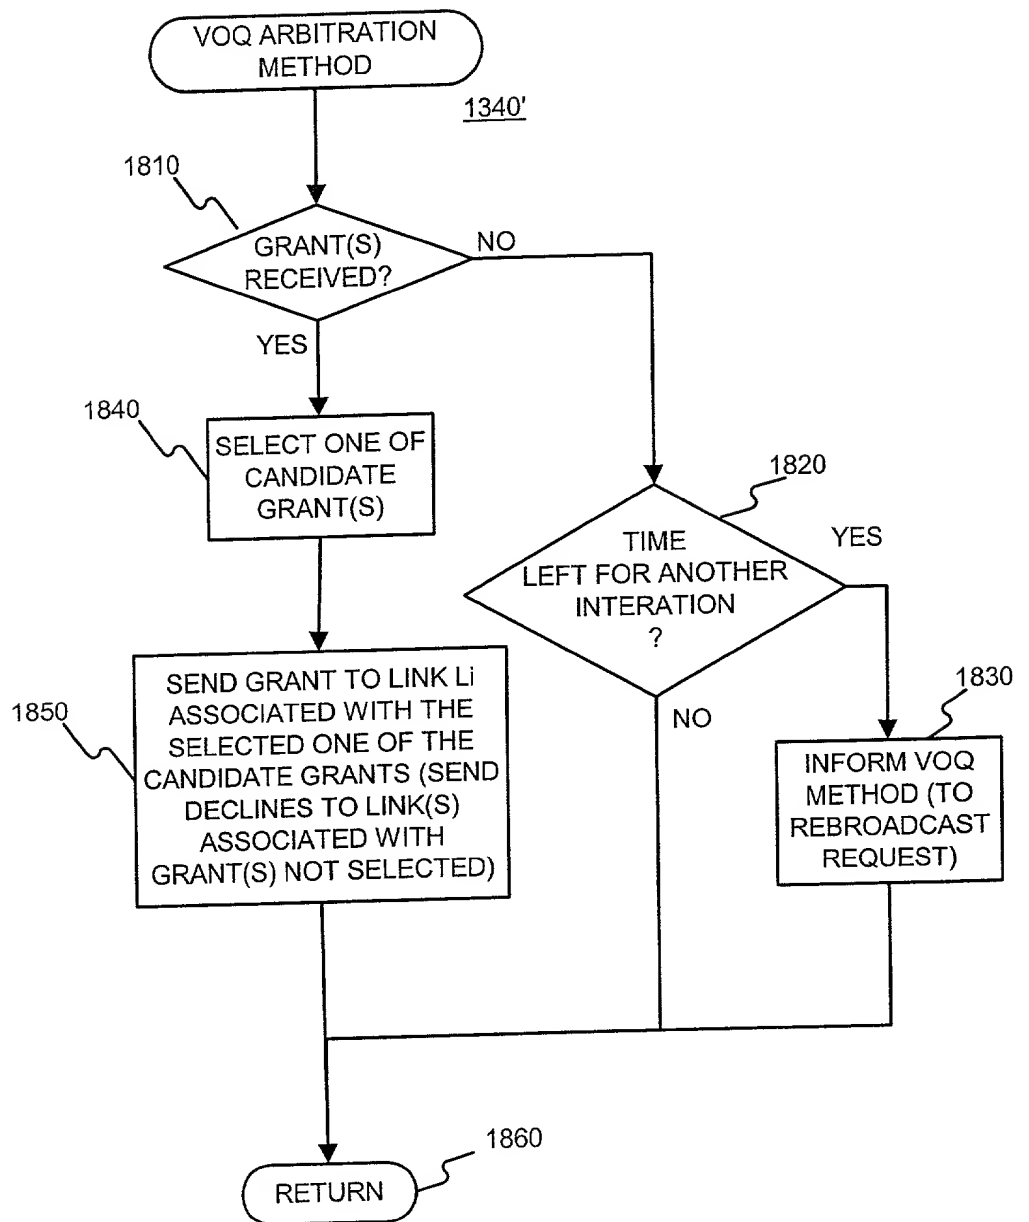 VOQ ARBITRATION
METHOD
1340'
1810
GRANT(S)
RECEIVED?
NO
YES
1840
SELECT ONE OF
CANDIDATE
GRANT(S)
1820
TIME
LEFT FOR ANOTHER
INTERATION
?
YES
NO
1850
SEND GRANT TO LINK Li
ASSOCIATED WITH THE
SELECTED ONE OF THE
CANDIDATE GRANTS (SEND
DECLINES TO LINK(S)
ASSOCIATED WITH
GRANT(S) NOT SELECTED)
1830
INFORM VOQ
METHOD (TO
REBROADCAST
REQUEST)
1860
RETURN